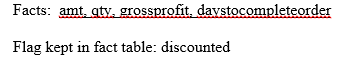 Facts: amt, qty, grossprofit, daystocompleteorder
Flag kept in fact table: discounted